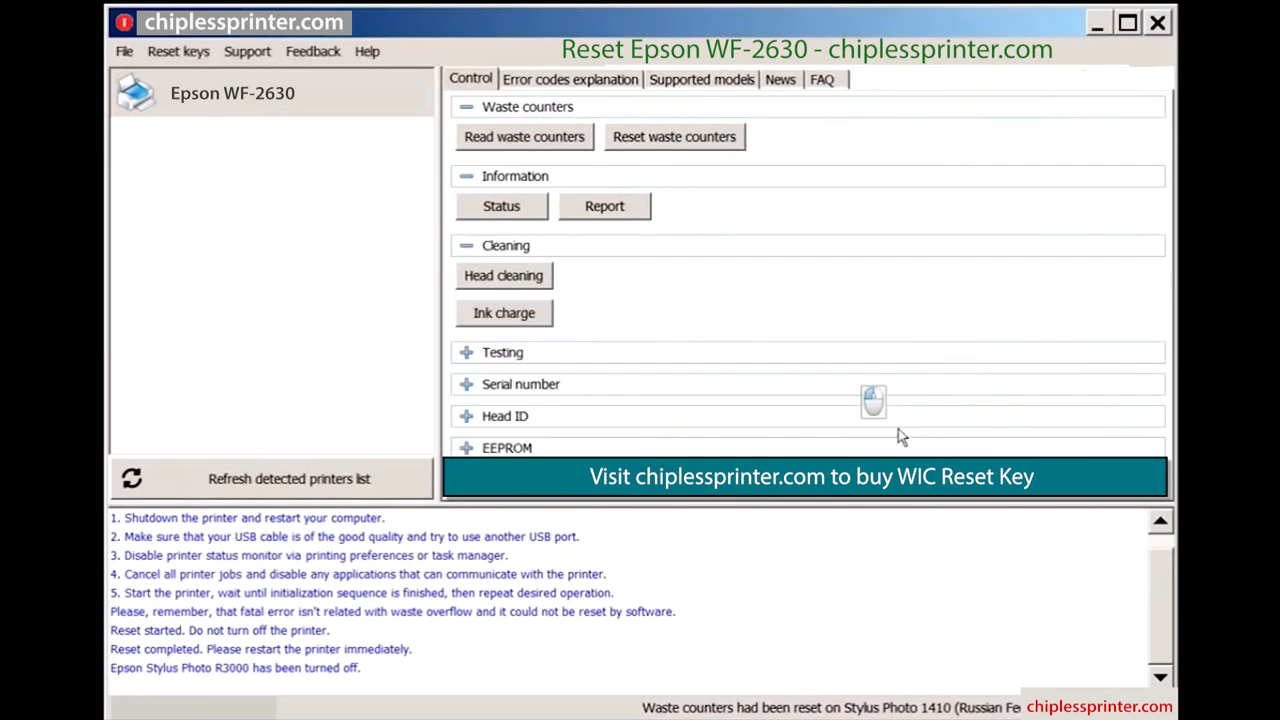 chiplessprinter.com
File Reset keys Support Feedback Help
Reset Epson WF-2630 - chiplessprinter.com
Epson WF-2630
Control Error codes explanation Supported models News FAQ
Waste counters
Read waste counters Reset waste counters
Information
Status Report
Cleaning
Head cleaning
Ink charge
Testing
Serial number
Head ID
EEPROM
Refresh detected printers list
Visit chiplessprinter.com to buy WIC Reset Key
1. Shutdown the printer and restart your computer.
2. Make sure that your USB cable is of the good quality and try to use another USB port.
3. Disable printer status monitor via printing preferences or task manager.
4. Cancel all printer jobs and disable any applications that can communicate with the printer.
5. Start the printer, wait until initialization sequence is finished, then repeat desired operation.
Please, remember, that fatal error isn't related with waste overflow and it could not be reset by software.
Reset started. Do not turn off the printer.
Reset completed. Please restart the printer immediately.
Epson Stylus Photo R3000 has been turned off.
Waste counters had been reset on Stylus Photo 1410 (Russian Fe
chiplessprinter.com